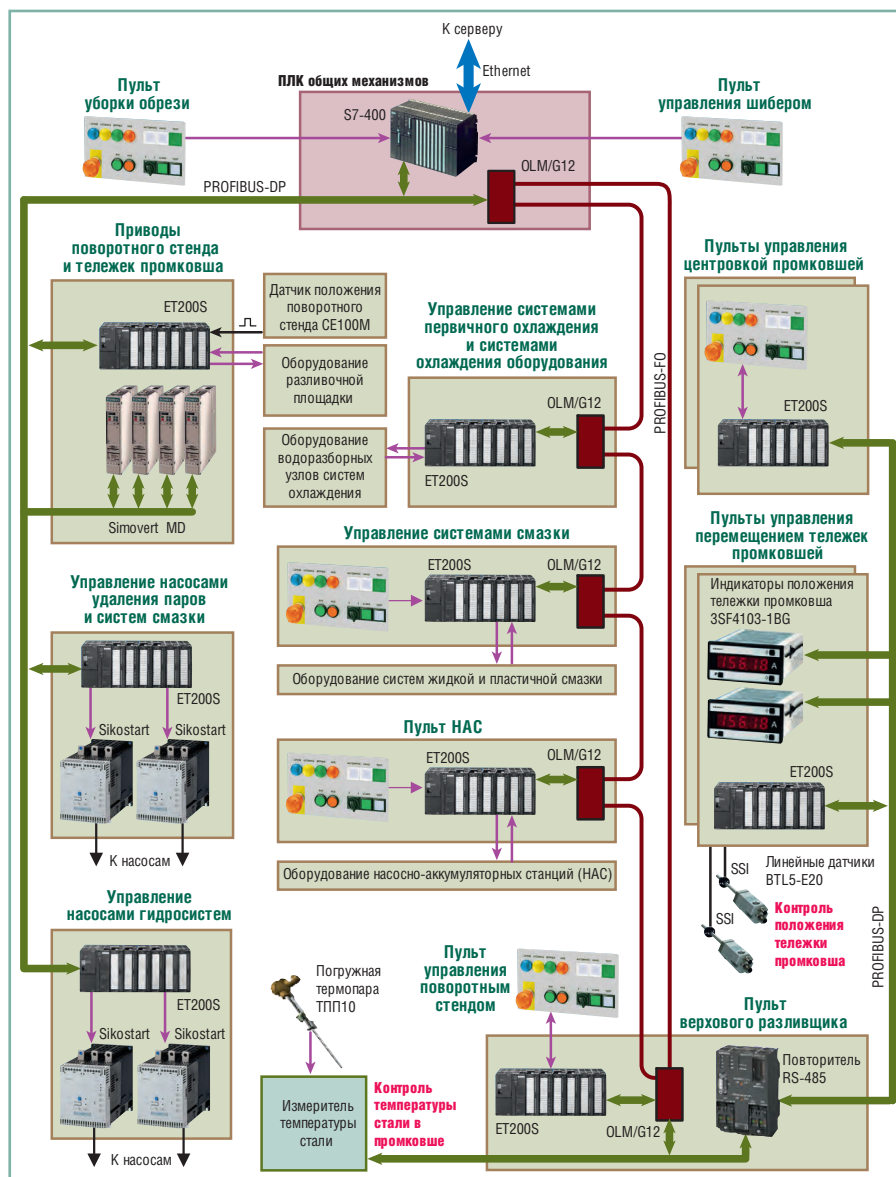 К серверу
Ethernet
ПЛК общих механизмов
S7-400
OLM/G12
Пульт
уборки обрези
Пульт
управления шибером
PROFIBUS-DP
Приводы
поворотного стенда
и тележек промковша
ET200S
Датчик положения
поворотного
стенда CE100M
Оборудование
разливочной
площадки
Simovert MD
Управление системами
первичного охлаждения
и системами
охлаждения оборудования
OLM/G12
ET200S
Оборудование
водоразборных
узлов систем
охлаждения
PROFIBUS-FO
Пульты управления
центровкой промковшей
ET200S
Управление системами смазки
ET200S
OLM/G12
Оборудование систем жидкой и пластичной смазки
Пульты управления
перемещением тележек
промковшей
Индикаторы положения
тележки промковша
3SF4103-1BG
156.18 A
156.18 A
ET200S
SSI
SSI
Линейные датчики
BTL5-E20
Контроль
положения
тележки
промковша
PROFIBUS-DP
Управление насосами
удаления паров
и систем смазки
ET200S
Sikostart
Sikostart
К насосам
Пульт НАС
ET200S
OLM/G12
Оборудование насосно-аккумуляторных станций (НАС)
Управление
насосами гидросистем
ET200S
Sikostart
Sikostart
К насосам
Погружная
термопара
ТПП10
Измеритель
температуры
стали
Контроль
температуры
стали в
промковше
Пульт
управления
поворотным
стендом
ET200S
OLM/G12
Пульт
верхового разливщика
Повторитель
RS-485